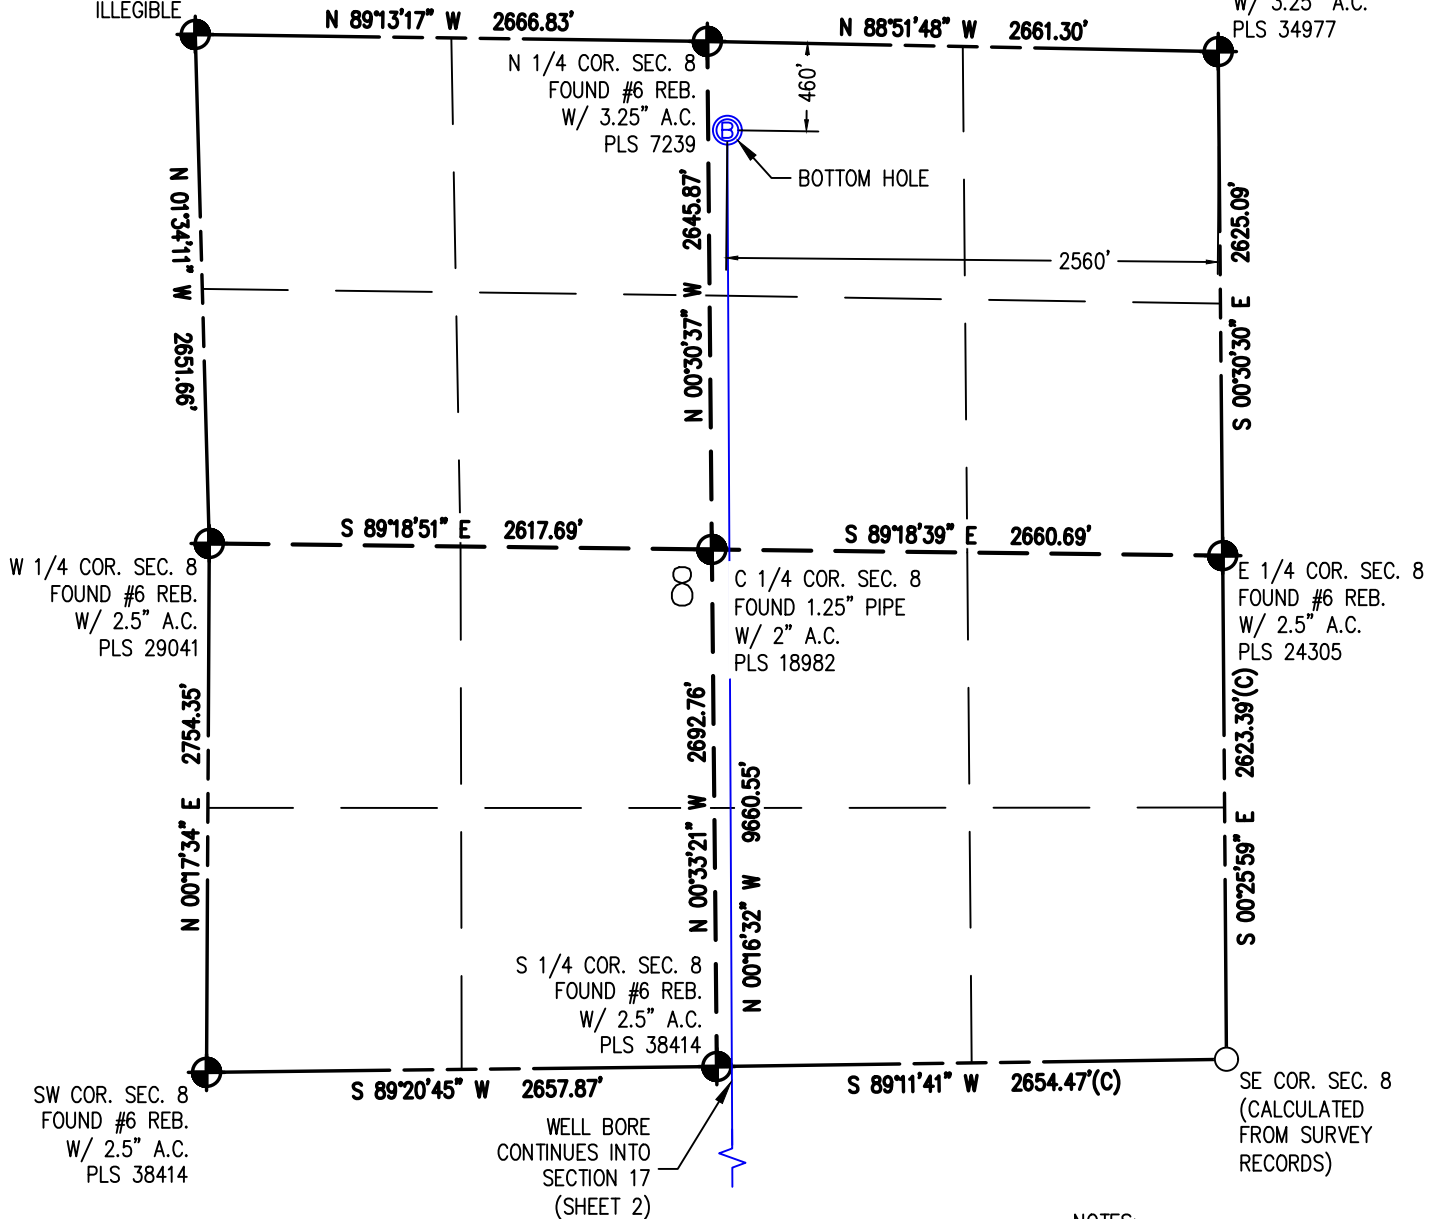 ILLEGIBLE
N 89°13'17" W 2666.83'
N 88°51'48" W 2661.30'
W/ 3.25" A.C.
PLS 34977
N 1/4 COR. SEC. 8
FOUND #6 REB.
W/ 3.25" A.C.
PLS 7239
460'
B
BOTTOM HOLE
N 01°34'11" W 2651.66'
N 00°30'37" W 2645.87'
2560'
S 00°30'30" E 2625.09'
S 89°18'51" E 2617.69'
S 89°18'39" E 2660.69'
W 1/4 COR. SEC. 8
FOUND #6 REB.
W/ 2.5" A.C.
PLS 29041
8
C 1/4 COR. SEC. 8
FOUND 1.25" PIPE
W/ 2" A.C.
PLS 18982
E 1/4 COR. SEC. 8
FOUND #6 REB.
W/ 2.5" A.C.
PLS 24305
N 00°17'34" E 2754.35'
N 00°33'21" W 2692.76'
N 00°16'32" W 9660.55'
S 00°25'59" E 2623.39'(C)
S 1/4 COR. SEC. 8
FOUND #6 REB.
W/ 2.5" A.C.
PLS 38414
S 89°20'45" W 2657.87'
S 89°11'41" W 2654.47'(C)
SW COR. SEC. 8
FOUND #6 REB.
W/ 2.5" A.C.
PLS 38414
WELL BORE
CONTINUES INTO
SECTION 17
(SHEET 2)
SE COR. SEC. 8
(CALCULATED
FROM SURVEY
RECORDS)
NOTES: